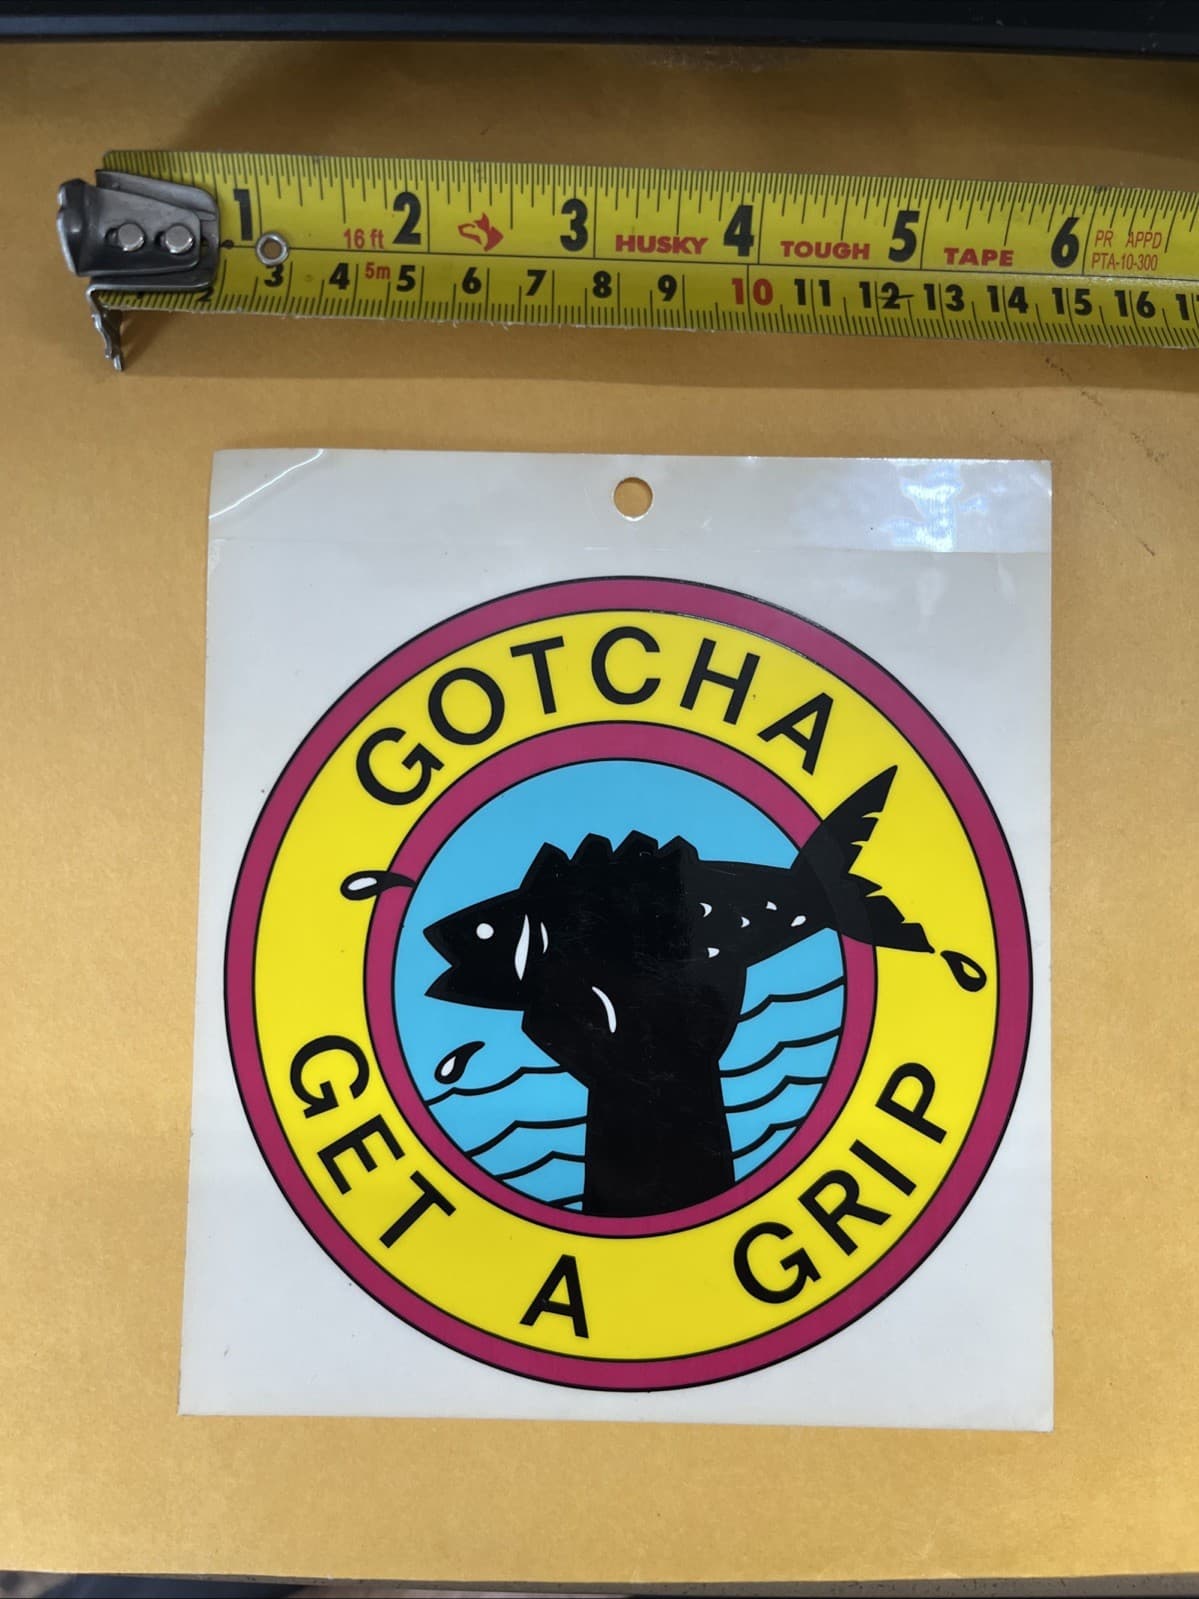 1 2 3 4 5 6
16 ft HUSKY TOUGH TAPE PR APPD
PTA-10-300
3 4 5m 5 6 7 8 9 10 11 12 13 14 15 16
GOTCHA
GET A GRIP